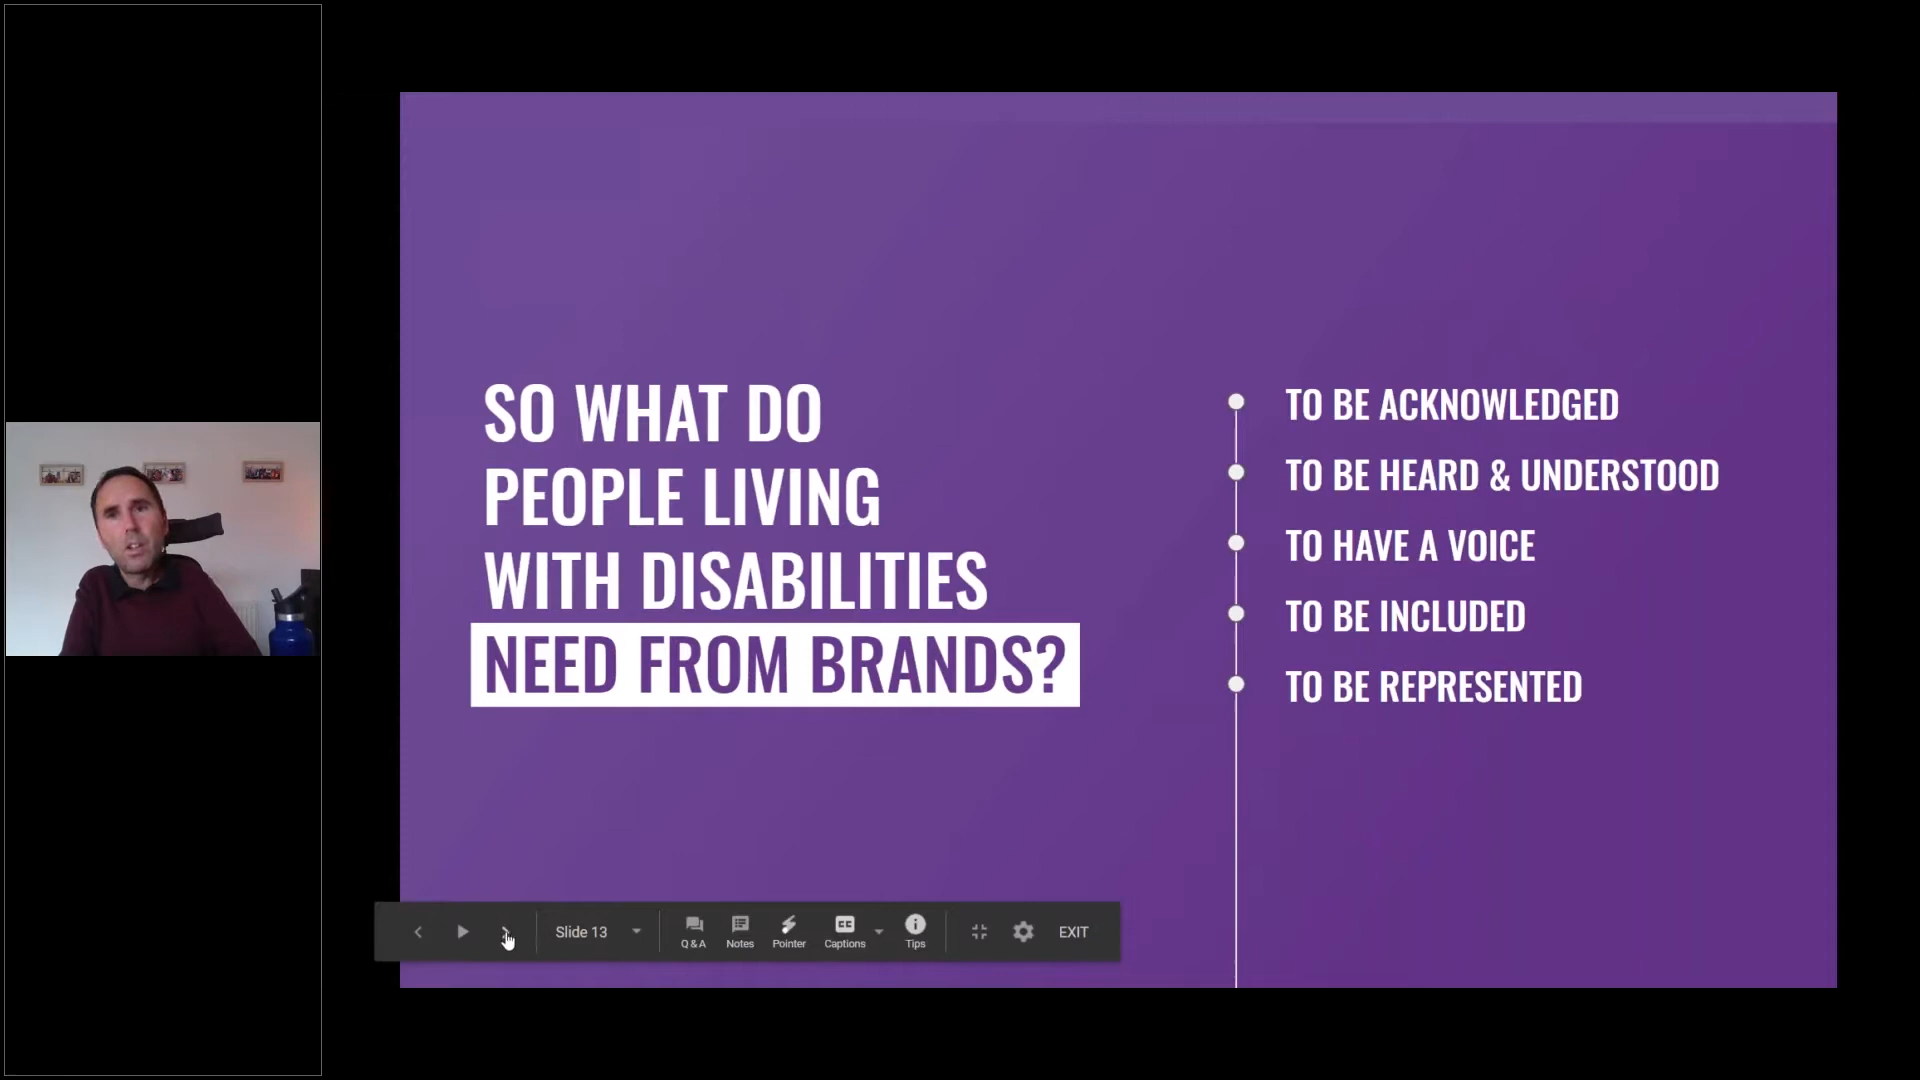 SO WHAT DO
PEOPLE LIVING
WITH DISABILITIES
NEED FROM BRANDS?
TO BE ACKNOWLEDGED
TO BE HEARD & UNDERSTOOD
TO HAVE A VOICE
TO BE INCLUDED
TO BE REPRESENTED
Slide 13
Q & A
Notes
Pointer
CC
Captions
Tips
EXIT